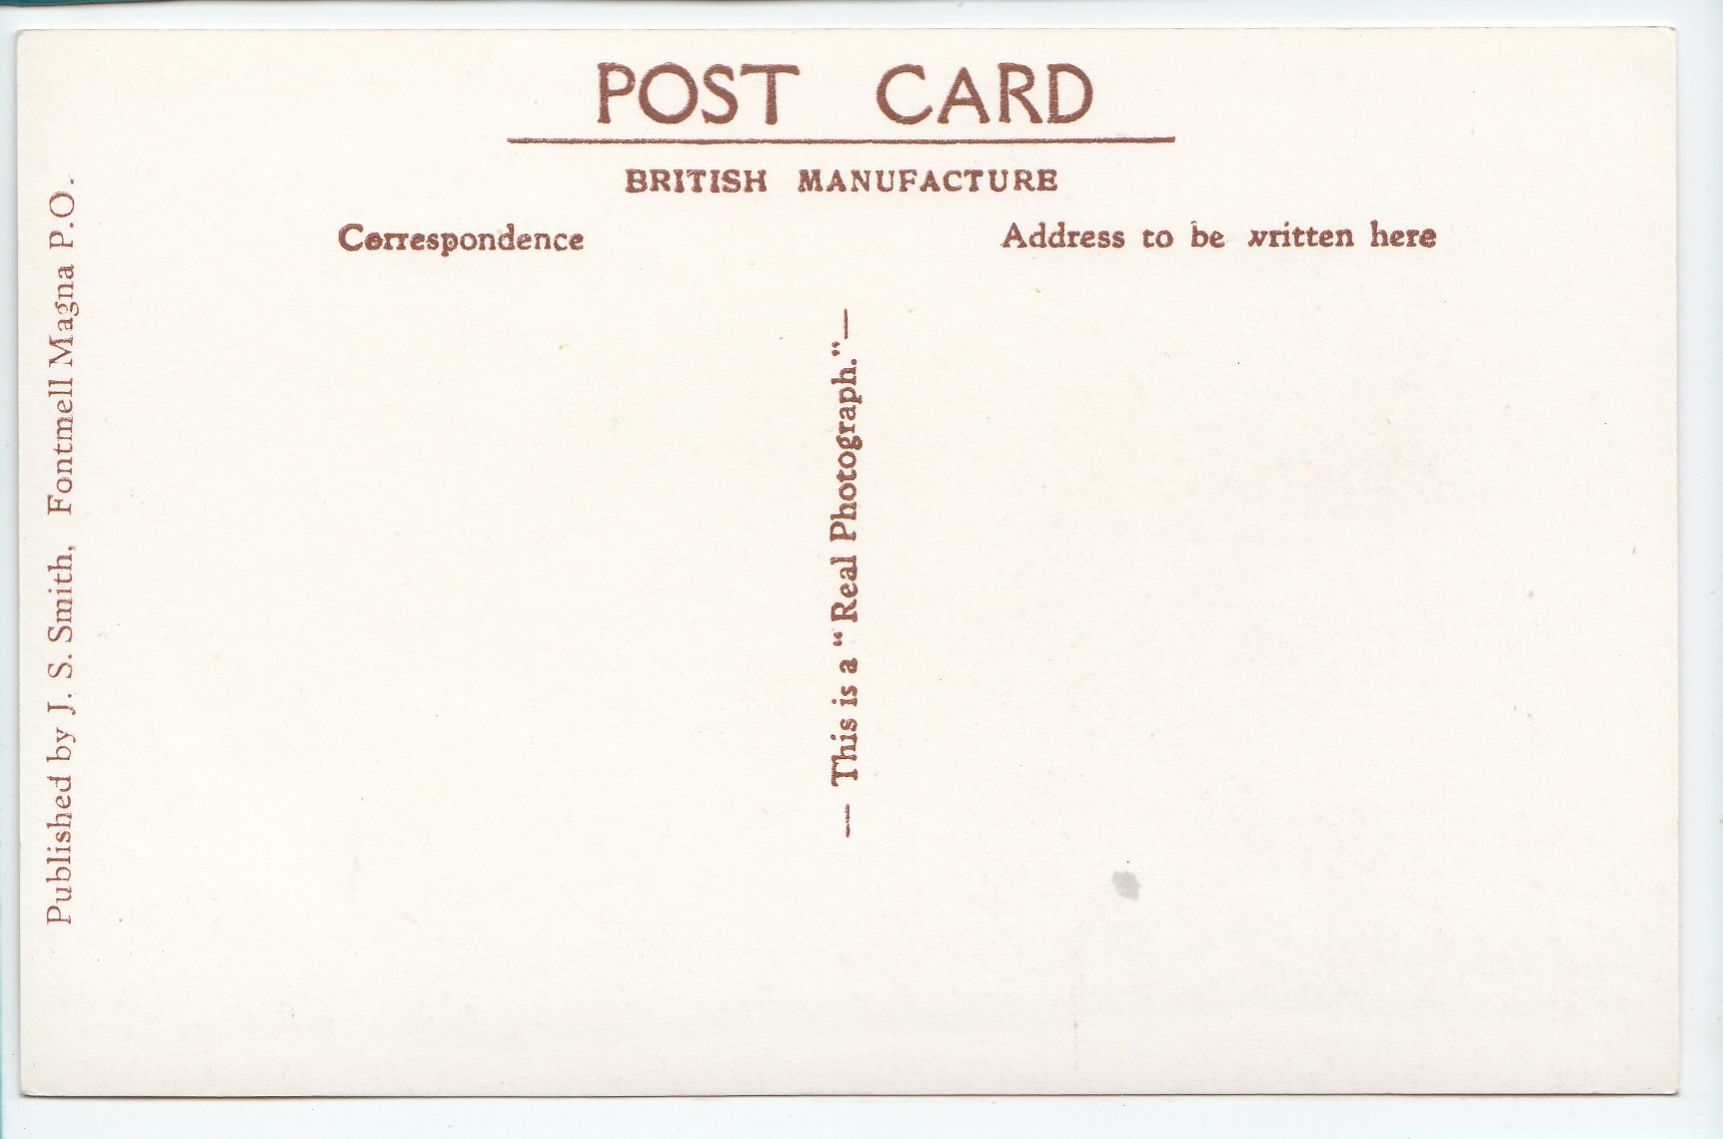 POST CARD
BRITISH MANUFACTURE
Correspondence
Address to be written here
— This is a "Real Photograph." —
Published by J. S. Smith, Fontmell Magna P.O.